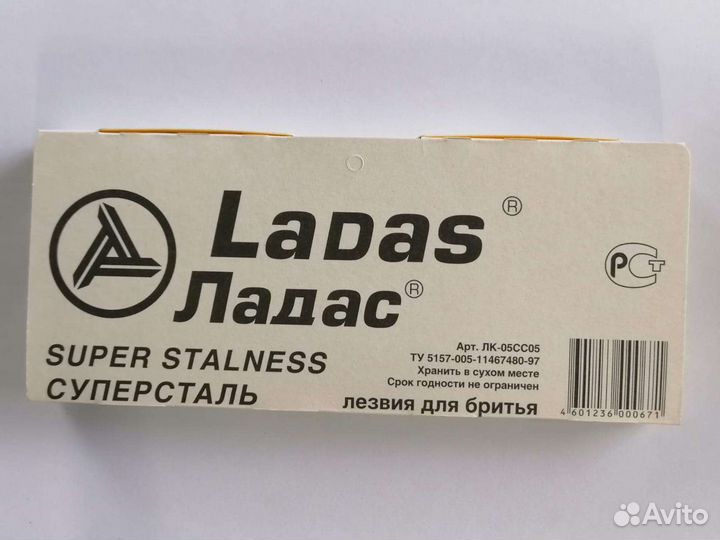 LaDas ®
Ладас ®
SUPER STALNESS
СУПЕРСТАЛЬ
РСТ
Арт. ЛК-05СС05
ТУ 5157-005-11467480-97
Хранить в сухом месте
Срок годности не ограничен
лезвия для бритья
4 601236 000671
Avito